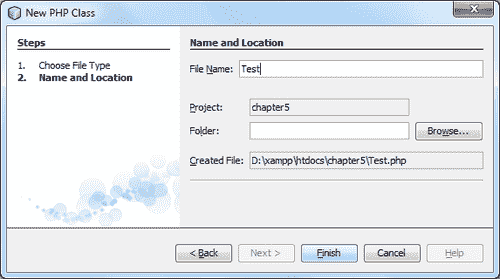 New PHP Class
Steps
1. Choose File Type
2. Name and Location
Name and Location
File Name: Test
Project: chapter5
Folder: Browse...
Created File: D:\xampp\htdocs\chapter5\Test.php
< Back Next > Finish Cancel Help